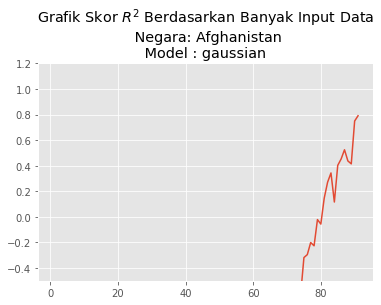 Grafik Skor R² Berdasarkan Banyak Input Data
Negara: Afghanistan
Model : gaussian
1.2
1.0
0.8
0.6
0.4
0.2
0.0
−0.2
−0.4
0 20 40 60 80